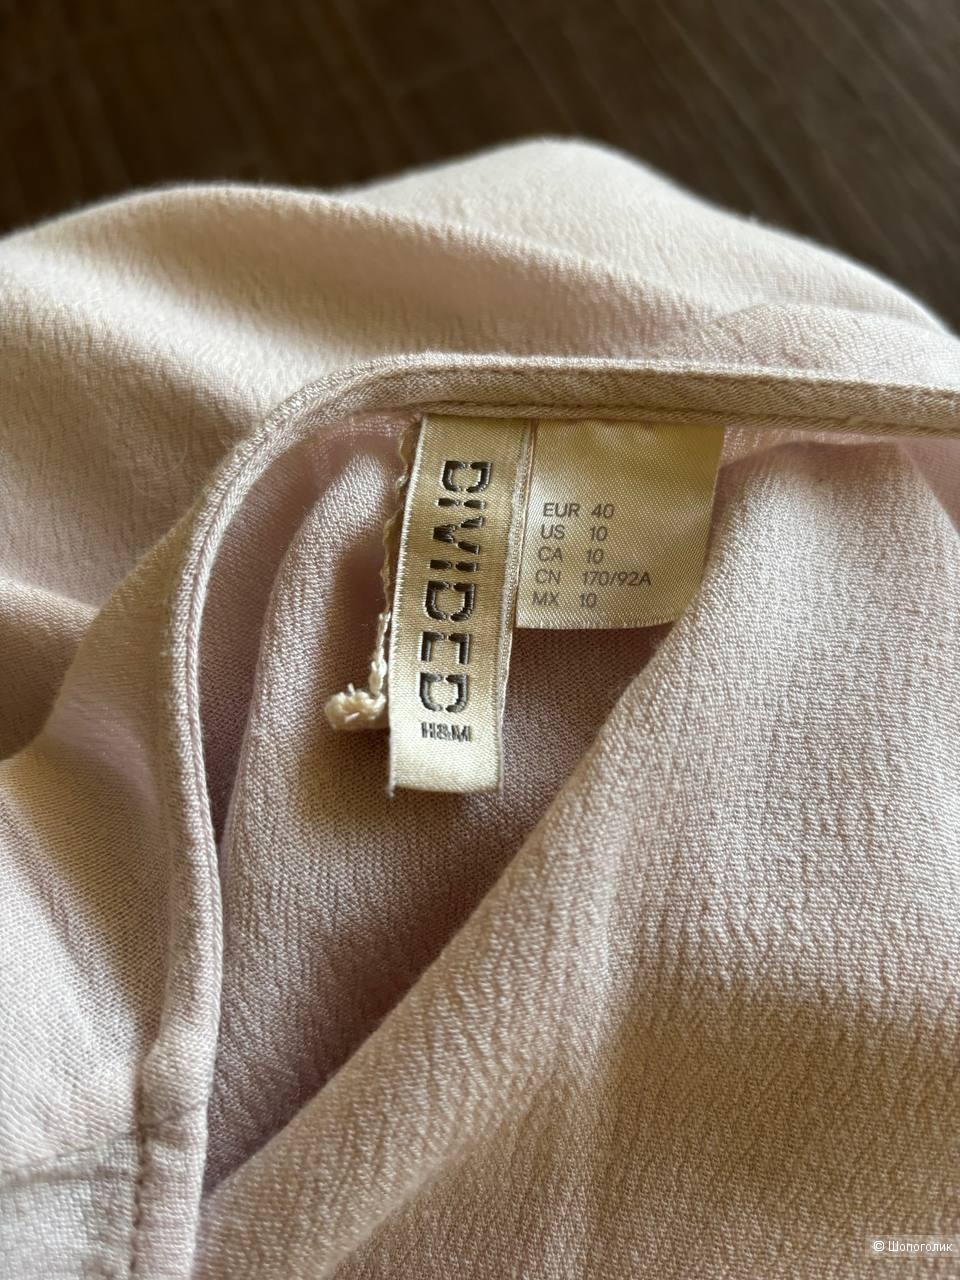 DIVIDED
H&M
EUR 40
US 10
CA 10
CN 170/92A
MX 10
© Шопоголик